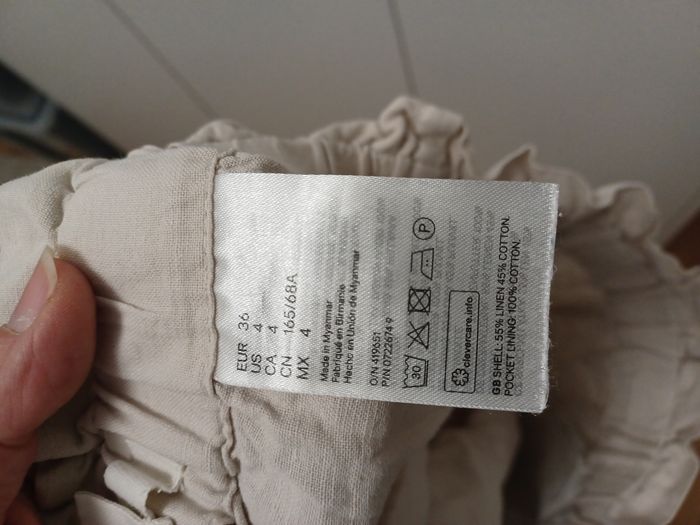 EUR 36
US 4
CA 4
CN 165/68A
MX 4
Made in Myanmar
Fabriqué en Birmanie
Hecho en Unión de Myanmar
O/N 419651
P/N 0722674 9
30
P
clevercare.info
GB SHELL: 55% LINEN 45% COTTON.
POCKET LINING: 100% COTTON.